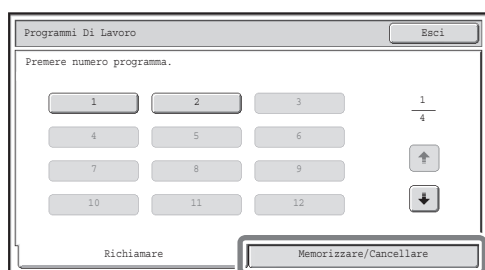 Programmi Di Lavoro Esci
Premere numero programma.
1 2 3 1
4
4 5 6
7 8 9
10 11 12
Richiamare Memorizzare/Cancellare